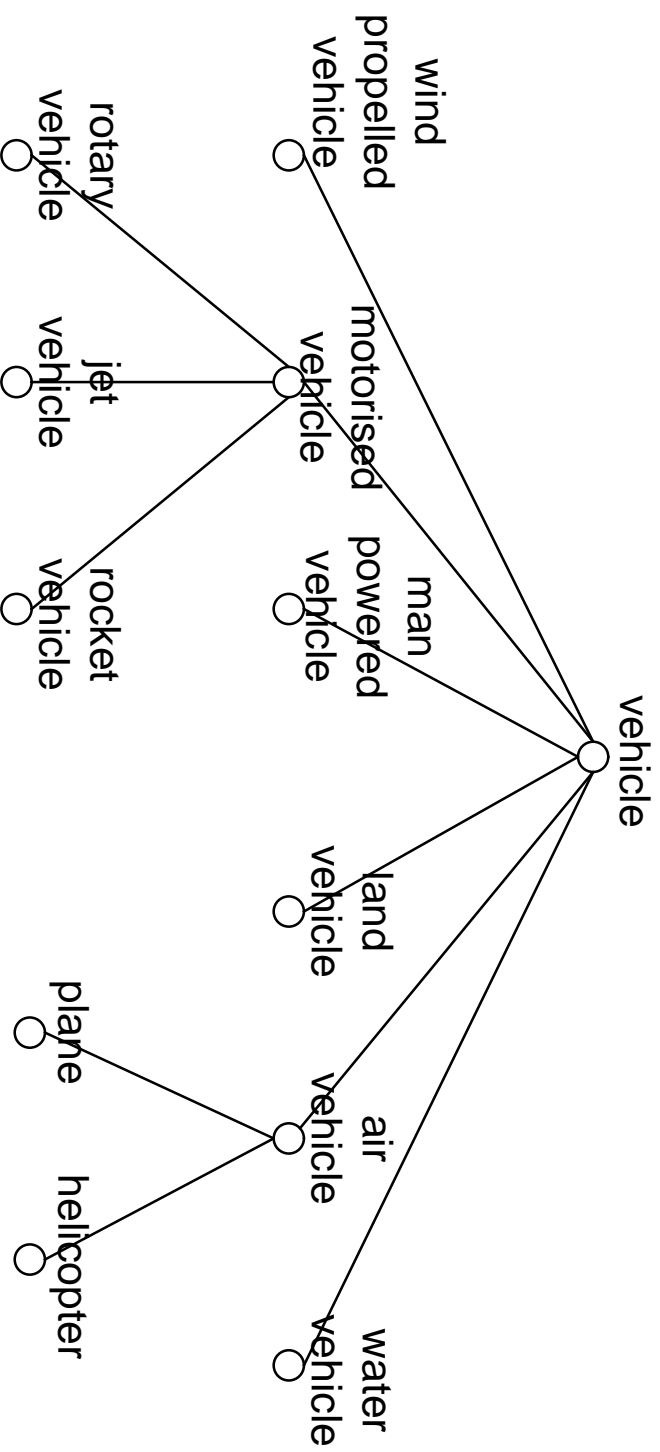 vehicle
wind
propelled
vehicle
motorised
vehicle
man
powered
vehicle
land
vehicle
air
vehicle
water
vehicle
rotary
vehicle
jet
vehicle
rocket
vehicle
plane
helicopter